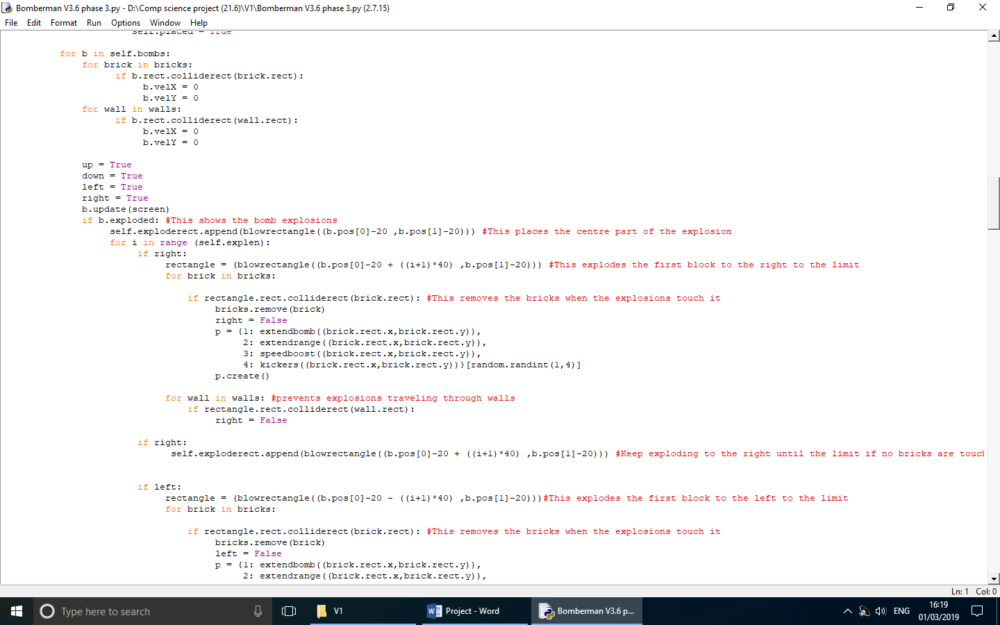 Bomberman V3.6 phase 3.py - D:\Comp science project (21.6)\V1\Bomberman V3.6 phase 3.py (2.7.15)
File Edit Format Run Options Window Help
self.placed = True
for b in self.bombs:
for brick in bricks:
if b.rect.colliderect(brick.rect):
b.velX = 0
b.velY = 0
for wall in walls:
if b.rect.colliderect(wall.rect):
b.velX = 0
b.velY = 0
up = True
down = True
left = True
right = True
b.update(screen)
if b.exploded: #This shows the bomb explosions
self.exploderect.append(blowrectangle((b.pos[0]-20 ,b.pos[1]-20))) #This places the centre part of the explosion
for i in range (self.explen):
if right:
rectangle = (blowrectangle((b.pos[0]-20 + ((i+1)*40) ,b.pos[1]-20))) #This explodes the first block to the right to the limit
for brick in bricks:
if rectangle.rect.colliderect(brick.rect): #This removes the bricks when the explosions touch it
bricks.remove(brick)
right = False
p = {1: extendbomb((brick.rect.x,brick.rect.y)),
2: extendrange((brick.rect.x,brick.rect.y)),
3: speedboost((brick.rect.x,brick.rect.y)),
4: kickers((brick.rect.x,brick.rect.y))}[random.randint(1,4)]
p.create()
for wall in walls: #prevents explosions traveling through walls
if rectangle.rect.colliderect(wall.rect):
right = False
if right:
self.exploderect.append(blowrectangle((b.pos[0]-20 + ((i+1)*40) ,b.pos[1]-20))) #Keep exploding to the right until the limit if no bricks are touch
if left:
rectangle = (blowrectangle((b.pos[0]-20 - ((i+1)*40) ,b.pos[1]-20)))#This explodes the first block to the left to the limit
for brick in bricks:
if rectangle.rect.colliderect(brick.rect): #This removes the bricks when the explosions touch it
bricks.remove(brick)
left = False
p = {1: extendbomb((brick.rect.x,brick.rect.y)),
2: extendrange((brick.rect.x,brick.rect.y)),
Ln: 1 Col: 0
Type here to search
V1
Project - Word
Bomberman V3.6 p...
ENG
16:19
01/03/2019